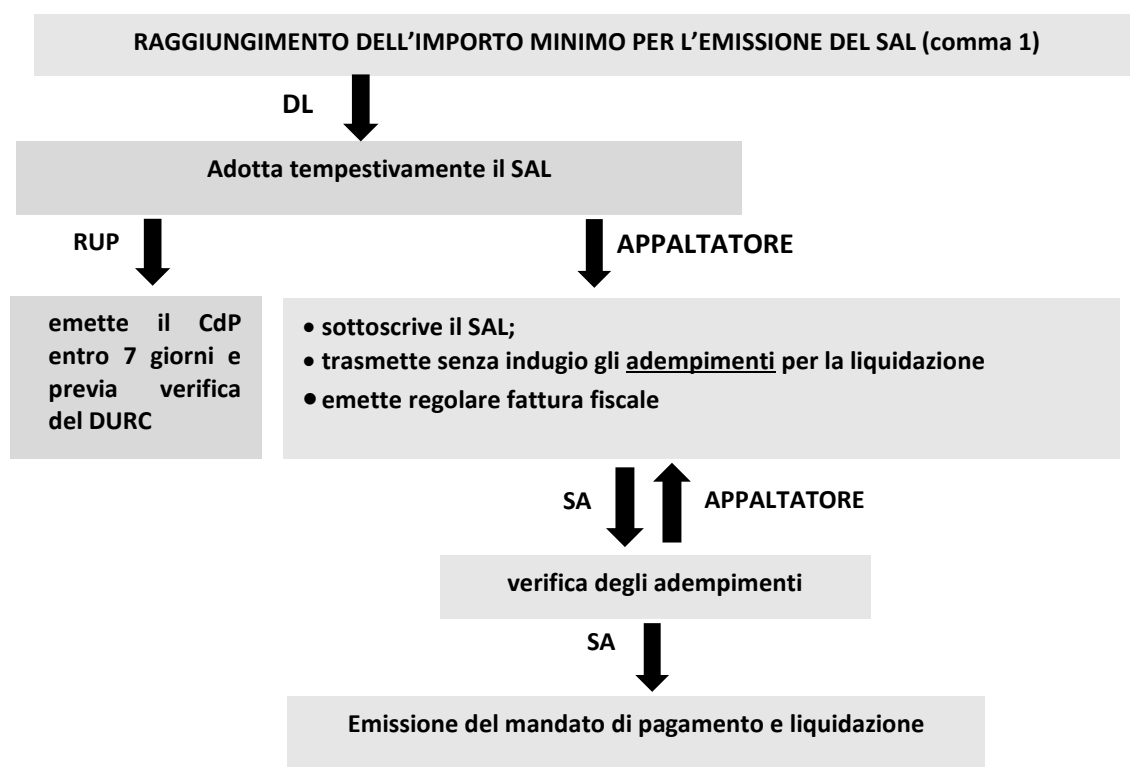 RAGGIUNGIMENTO DELL’IMPORTO MINIMO PER L’EMISSIONE DEL SAL (comma 1)
DL
Adotta tempestivamente il SAL
RUP
APPALTATORE
emette il CdP
entro 7 giorni e
previa verifica
del DURC
• sottoscrive il SAL;
• trasmette senza indugio gli adempimenti per la liquidazione
• emette regolare fattura fiscale
SA
APPALTATORE
verifica degli adempimenti
SA
Emissione del mandato di pagamento e liquidazione